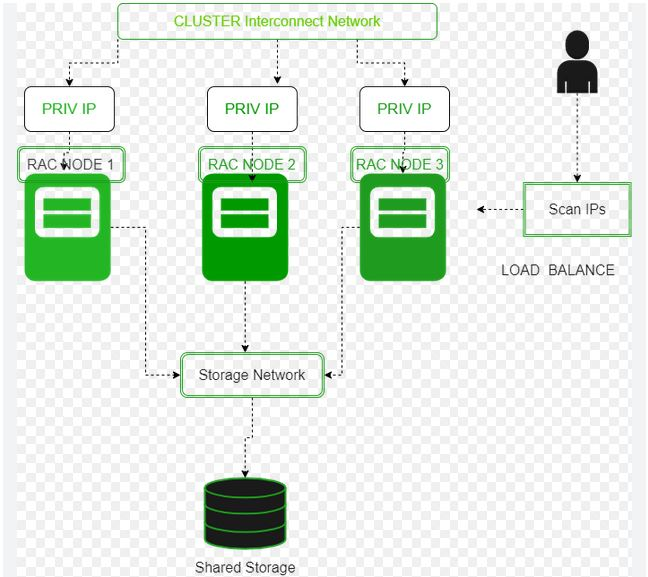 CLUSTER Interconnect Network
PRIV IP
PRIV IP
PRIV IP
RAC NODE 1
RAC NODE 2
RAC NODE 3
Scan IPs
LOAD BALANCE
Storage Network
Shared Storage